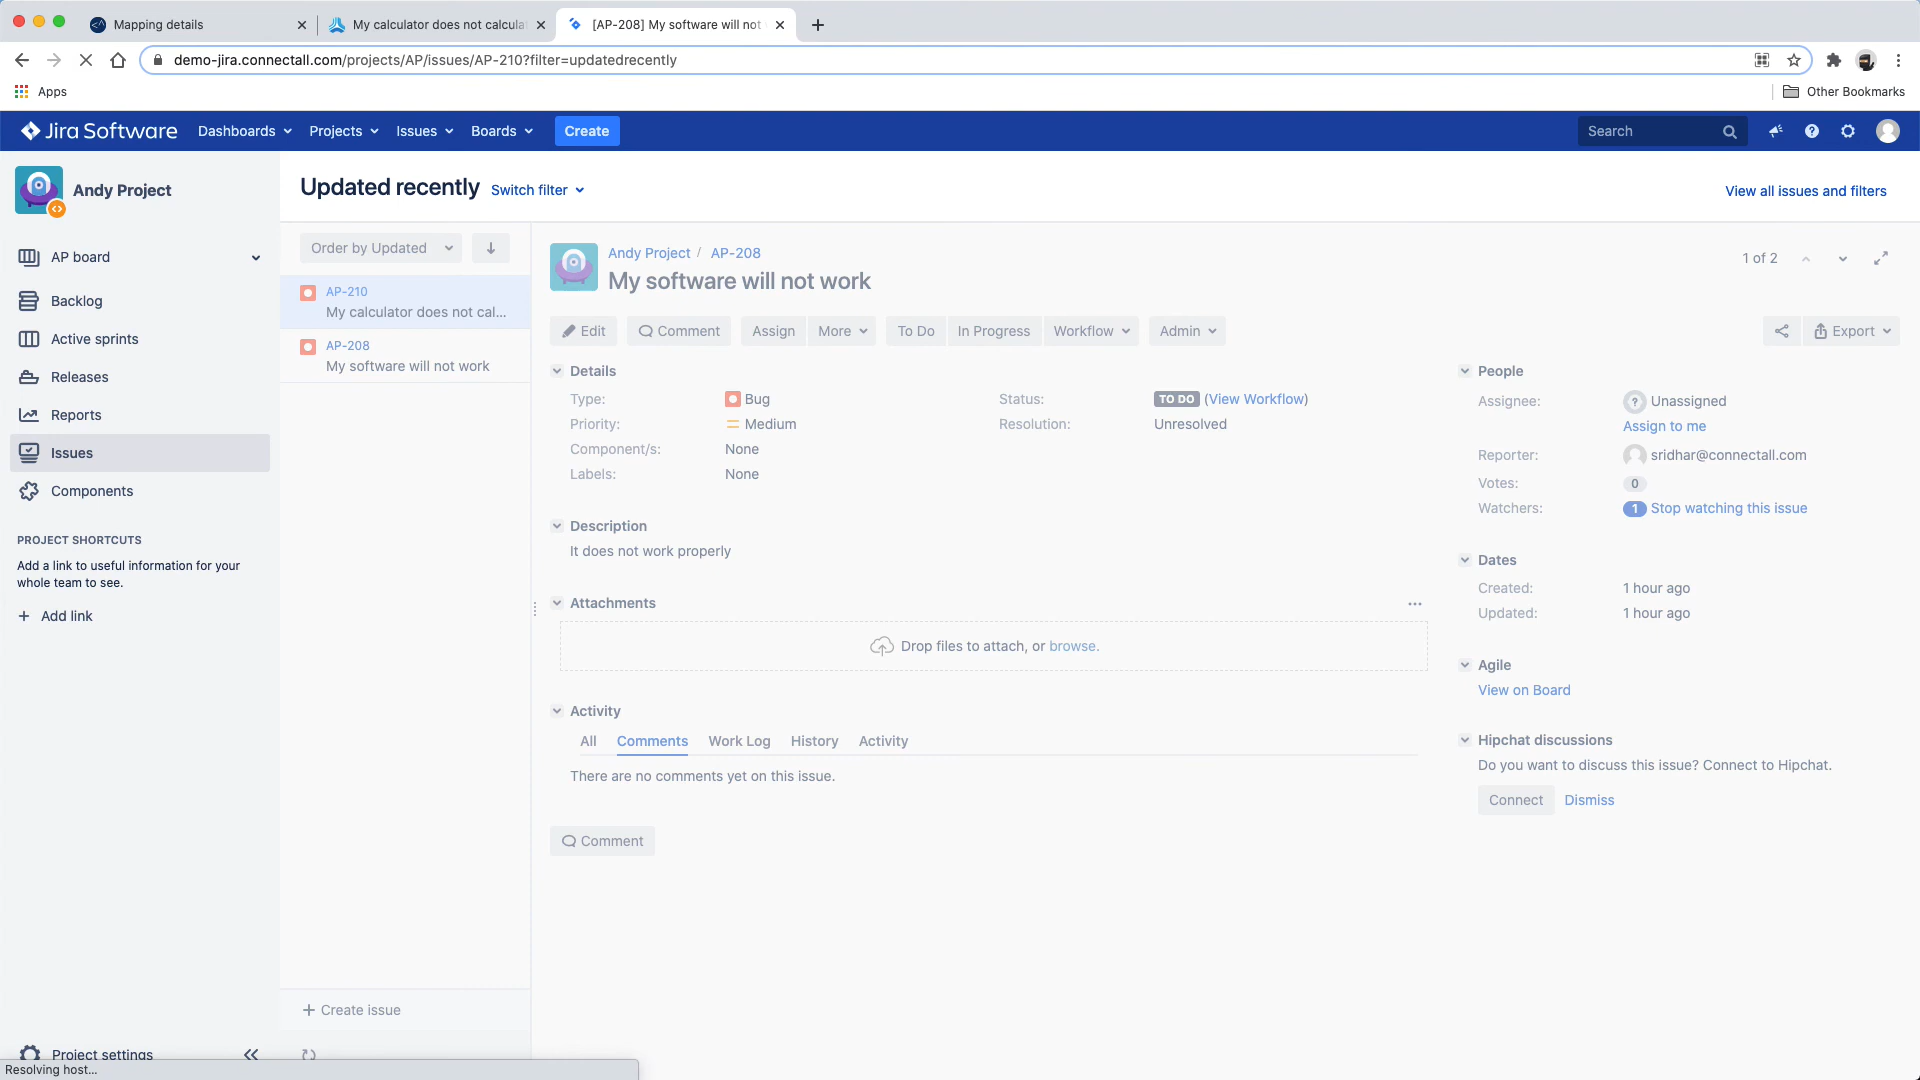 Mapping details
My calculator does not calculat
[AP-208] My software will not
demo-jira.connectall.com/projects/AP/issues/AP-210?filter=updatedrecently
Apps
Other Bookmarks
Jira Software
Dashboards
Projects
Issues
Boards
Create
Search
Andy Project
Updated recently
Switch filter
View all issues and filters
AP board
Backlog
Active sprints
Releases
Reports
Issues
Components
PROJECT SHORTCUTS
Add a link to useful information for your
whole team to see.
+ Add link
Project settings
Order by Updated
AP-210
My calculator does not cal...
AP-208
My software will not work
+ Create issue
Andy Project / AP-208
My software will not work
1 of 2
Edit
Comment
Assign
More
To Do
In Progress
Workflow
Admin
Export
Details
Type: Bug
Status: TO DO (View Workflow)
Priority: Medium
Resolution: Unresolved
Component/s: None
Labels: None
Description
It does not work properly
Attachments
Drop files to attach, or browse.
Activity
All Comments Work Log History Activity
There are no comments yet on this issue.
Comment
People
Assignee: ? Unassigned
Assign to me
Reporter: sridhar@connectall.com
Votes: 0
Watchers: 1 Stop watching this issue
Dates
Created: 1 hour ago
Updated: 1 hour ago
Agile
View on Board
Hipchat discussions
Do you want to discuss this issue? Connect to Hipchat.
Connect Dismiss
Resolving host...